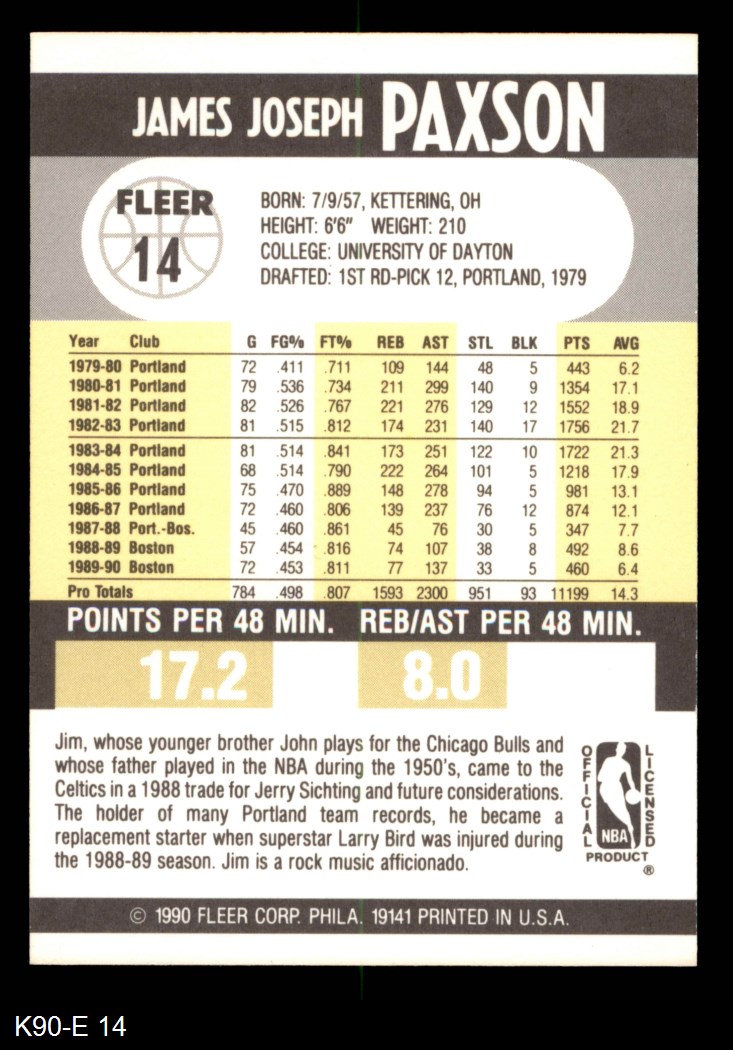 JAMES JOSEPH PAXSON
FLEER
14
BORN: 7/9/57, KETTERING, OH
HEIGHT: 6'6" WEIGHT: 210
COLLEGE: UNIVERSITY OF DAYTON
DRAFTED: 1ST RD-PICK 12, PORTLAND, 1979
Year Club G FG% FT% REB AST STL BLK PTS AVG
1979-80 Portland 72 .411 .711 109 144 48 5 443 6.2
1980-81 Portland 79 .536 .734 211 299 140 9 1354 17.1
1981-82 Portland 82 .526 .767 221 276 129 12 1552 18.9
1982-83 Portland 81 .515 .812 174 231 140 17 1756 21.7
1983-84 Portland 81 .514 .841 173 251 122 10 1722 21.3
1984-85 Portland 68 .514 .790 222 264 101 5 1218 17.9
1985-86 Portland 75 .470 .889 148 278 94 5 981 13.1
1986-87 Portland 72 .460 .806 139 237 76 12 874 12.1
1987-88 Port.-Bos. 45 .460 .861 45 76 30 5 347 7.7
1988-89 Boston 57 .454 .816 74 107 38 8 492 8.6
1989-90 Boston 72 .453 .811 77 137 33 5 460 6.4
Pro Totals 784 .498 .807 1593 2300 951 93 11199 14.3
POINTS PER 48 MIN. REB/AST PER 48 MIN.
17.2 8.0
Jim, whose younger brother John plays for the Chicago Bulls and
whose father played in the NBA during the 1950's, came to the
Celtics in a 1988 trade for Jerry Sichting and future considerations.
The holder of many Portland team records, he became a
replacement starter when superstar Larry Bird was injured during
the 1988-89 season. Jim is a rock music afficionado.
OFFICIAL
LICENSED
NBA
PRODUCT
®
© 1990 FLEER CORP. PHILA. 19141 PRINTED IN U.S.A.
K90-E 14